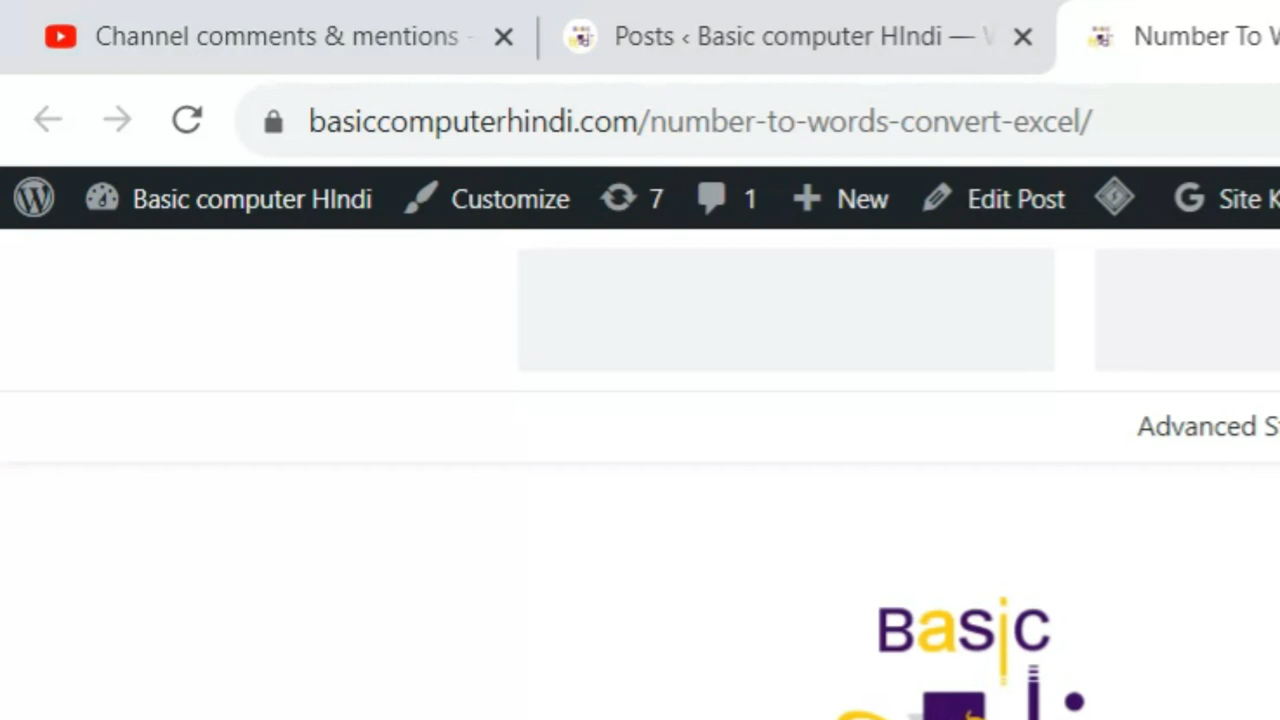 Channel comments & mentions -
Posts ‹ Basic computer HIndi — W
Number To
basiccomputerhindi.com/number-to-words-convert-excel/
Basic computer HIndi Customize 7 1 New Edit Post Site
Advanced
Basic